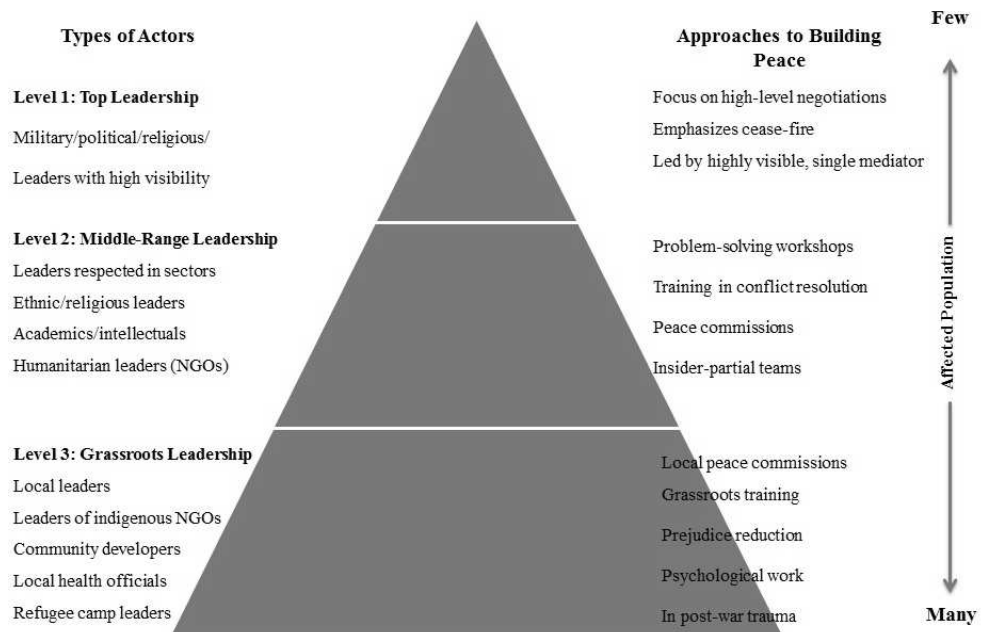 Types of Actors
Level 1: Top Leadership
Military/political/religious/
Leaders with high visibility
Level 2: Middle-Range Leadership
Leaders respected in sectors
Ethnic/religious leaders
Academics/intellectuals
Humanitarian leaders (NGOs)
Level 3: Grassroots Leadership
Local leaders
Leaders of indigenous NGOs
Community developers
Local health officials
Refugee camp leaders
Approaches to Building
Peace
Focus on high-level negotiations
Emphasizes cease-fire
Led by highly visible, single mediator
Problem-solving workshops
Training in conflict resolution
Peace commissions
Insider-partial teams
Local peace commissions
Grassroots training
Prejudice reduction
Psychological work
In post-war trauma
Few
Affected Population
Many